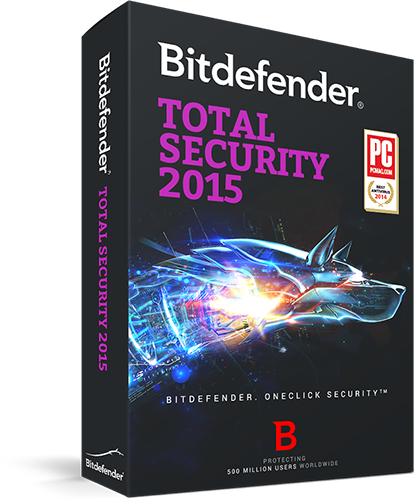 Bitdefender®
TOTAL
SECURITY
2015
PC
PCMAG.COM
BEST
ANTIVIRUS
2014
BITDEFENDER. ONECLICK SECURITY™
B
PROTECTING
500 MILLION USERS WORLDWIDE
Bitdefender® TOTAL SECURITY 2015
Bitdefender